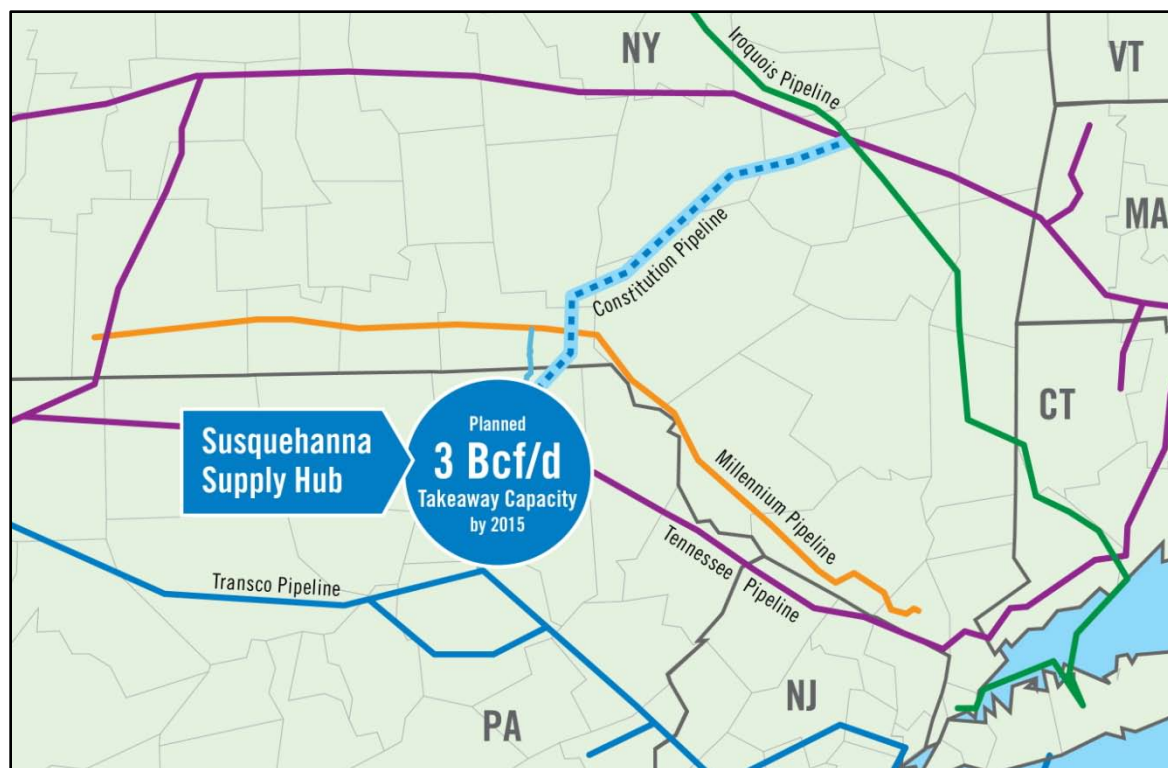 NY
Iroquois Pipeline
VT
MA
Constitution Pipeline
CT
Susquehanna
Supply Hub
Planned
3 Bcf/d
Takeaway Capacity
by 2015
Millennium Pipeline
Tennessee Pipeline
Transco Pipeline
NJ
PA